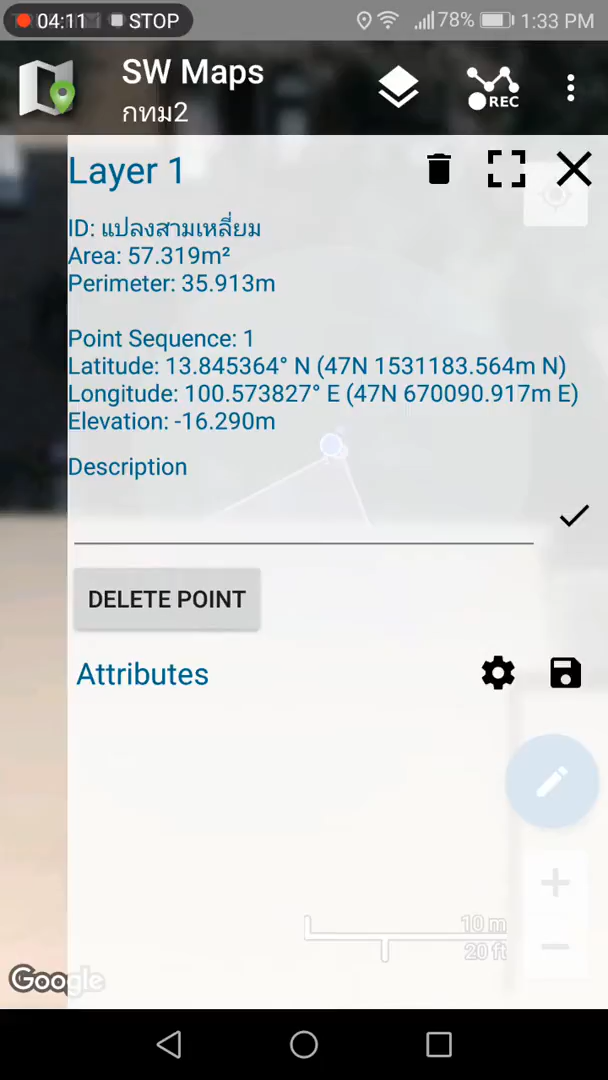 04:11 STOP 78% 1:33 PM
SW Maps
กทม2
REC
Layer 1
ID: แปลงสามเหลี่ยม
Area: 57.319m²
Perimeter: 35.913m
Point Sequence: 1
Latitude: 13.845364° N (47N 1531183.564m N)
Longitude: 100.573827° E (47N 670090.917m E)
Elevation: -16.290m
Description
DELETE POINT
Attributes
10 m
20 ft
Google